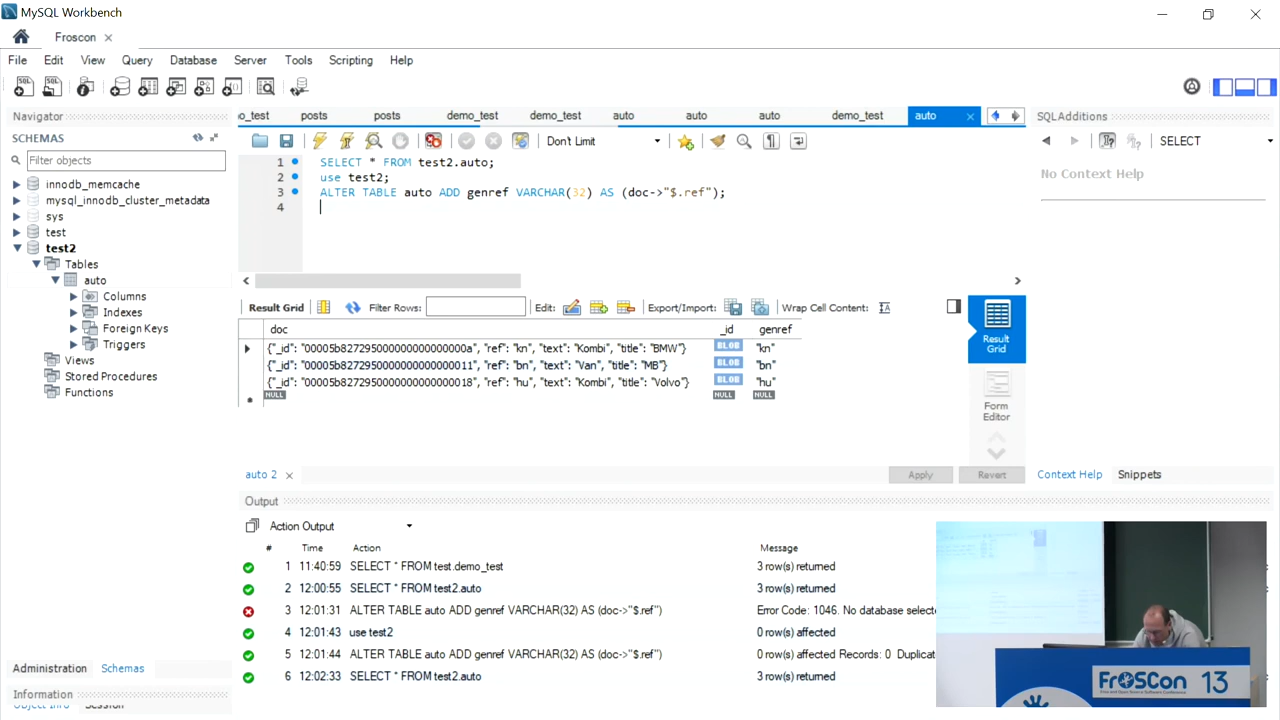 MySQL Workbench
Froscon
File Edit View Query Database Server Tools Scripting Help
Navigator
SCHEMAS
Filter objects
innodb_memcache
mysql_innodb_cluster_metadata
sys
test
test2
Tables
auto
Columns
Indexes
Foreign Keys
Triggers
Views
Stored Procedures
Functions
Administration Schemas
Information
Object Info Session
o_test posts posts demo_test demo_test auto auto auto demo_test auto
Don't Limit
1 SELECT * FROM test2.auto;
2 use test2;
3 ALTER TABLE auto ADD genref VARCHAR(32) AS (doc->"$.ref");
4
Result Grid Filter Rows: Edit: Export/Import: Wrap Cell Content: IA
doc _id genref
{"_id": "00005b827295000000000000000a", "ref": "kn", "text": "Kombi", "title": "BMW"} BLOB "kn"
{"_id": "00005b8272950000000000000011", "ref": "bn", "text": "Van", "title": "MB"} BLOB "bn"
{"_id": "00005b8272950000000000000018", "ref": "hu", "text": "Kombi", "title": "Volvo"} BLOB "hu"
NULL NULL NULL
Result Grid
Form Editor
auto 2 Apply Revert
Output
Action Output
# Time Action Message
1 11:40:59 SELECT * FROM test.demo_test 3 row(s) returned
2 12:00:55 SELECT * FROM test2.auto 3 row(s) returned
3 12:01:31 ALTER TABLE auto ADD genref VARCHAR(32) AS (doc->"$.ref") Error Code: 1046. No database selecte
4 12:01:43 use test2 0 row(s) affected
5 12:01:44 ALTER TABLE auto ADD genref VARCHAR(32) AS (doc->"$.ref") 0 row(s) affected Records: 0 Duplicat
6 12:02:33 SELECT * FROM test2.auto 3 row(s) returned
SQLAdditions
SELECT
No Context Help
Context Help Snippets
FrOSCon 13
Free and Open Source Software Conference